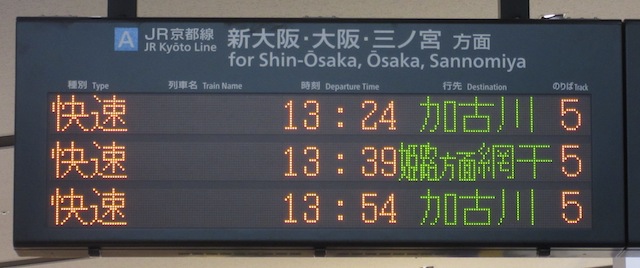 A JR京都線 新大阪・大阪・三ノ宮 方面
JR Kyōto Line for Shin-Ōsaka, Ōsaka, Sannomiya
種別 Type 列車名 Train Name 時刻 Departure Time 行先 Destination のりば Track
快速 13:24 加古川 5
快速 13:39 姫路方面網干 5
快速 13:54 加古川 5